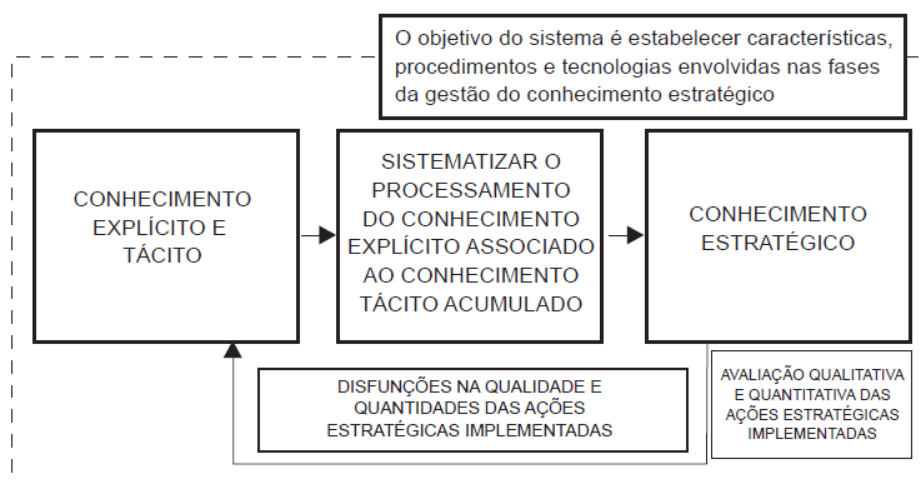 O objetivo do sistema é estabelecer características,
procedimentos e tecnologias envolvidas nas fases
da gestão do conhecimento estratégico
CONHECIMENTO
EXPLÍCITO E
TÁCITO
SISTEMATIZAR O
PROCESSAMENTO
DO CONHECIMENTO
EXPLÍCITO ASSOCIADO
AO CONHECIMENTO
TÁCITO ACUMULADO
CONHECIMENTO
ESTRATÉGICO
DISFUNÇÕES NA QUALIDADE E
QUANTIDADES DAS AÇÕES
ESTRATÉGICAS IMPLEMENTADAS
AVALIAÇÃO QUALITATIVA
E QUANTITATIVA DAS
AÇÕES ESTRATÉGICAS
IMPLEMENTADAS